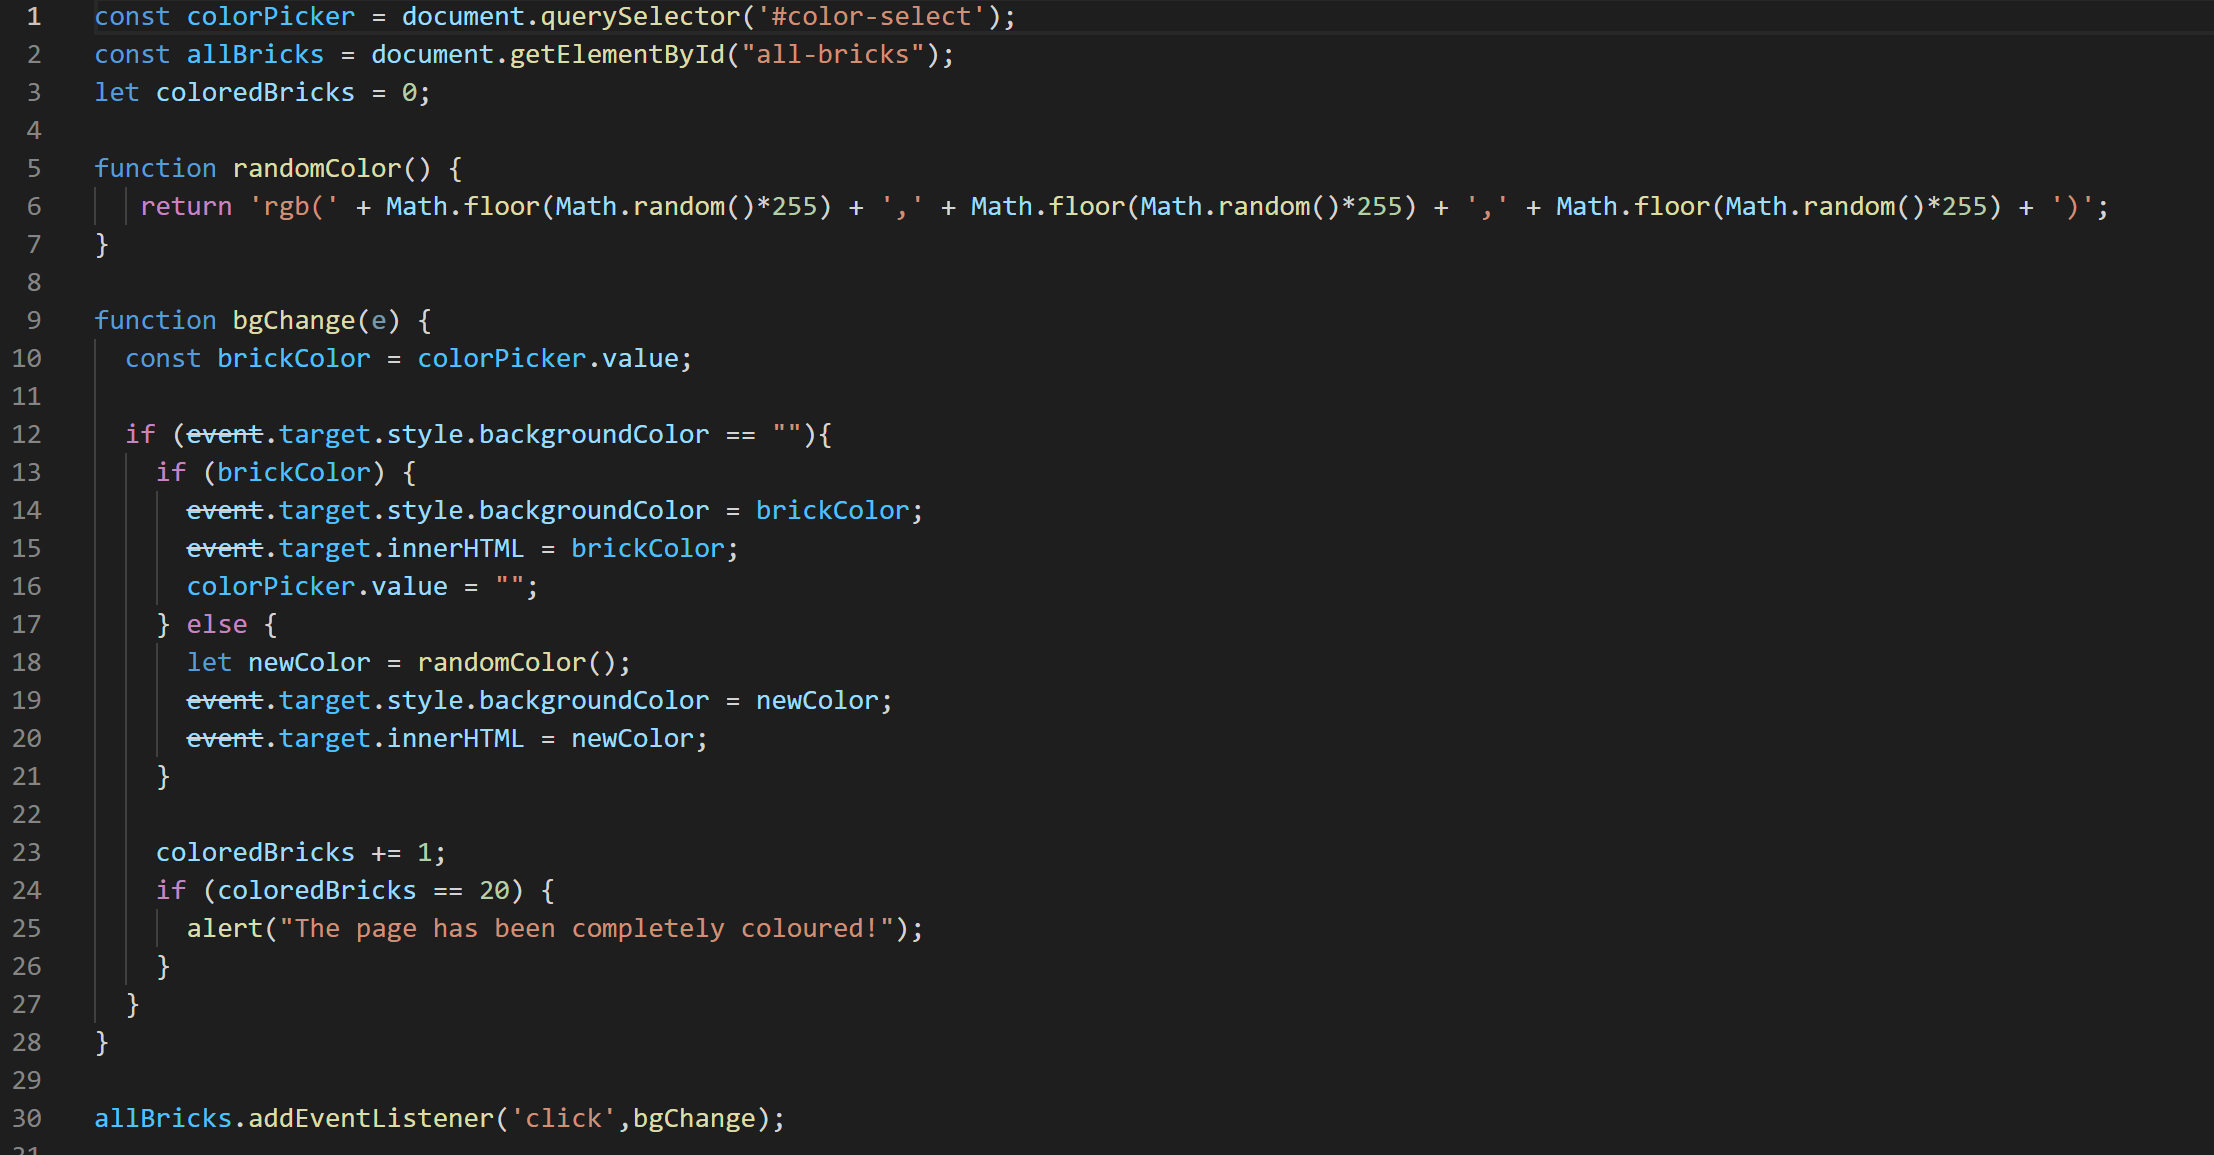 1 const colorPicker = document.querySelector('#color-select');
2 const allBricks = document.getElementById("all-bricks");
3 let coloredBricks = 0;
4
5 function randomColor() {
6    return 'rgb(' + Math.floor(Math.random()*255) + ',' + Math.floor(Math.random()*255) + ',' + Math.floor(Math.random()*255) + ')';
7 }
8
9 function bgChange(e) {
10   const brickColor = colorPicker.value;
11
12   if (event.target.style.backgroundColor == ""){
13     if (brickColor) {
14       event.target.style.backgroundColor = brickColor;
15       event.target.innerHTML = brickColor;
16       colorPicker.value = "";
17     } else {
18       let newColor = randomColor();
19       event.target.style.backgroundColor = newColor;
20       event.target.innerHTML = newColor;
21     }
22
23     coloredBricks += 1;
24     if (coloredBricks == 20) {
25       alert("The page has been completely coloured!");
26     }
27   }
28 }
29
30 allBricks.addEventListener('click',bgChange);
31